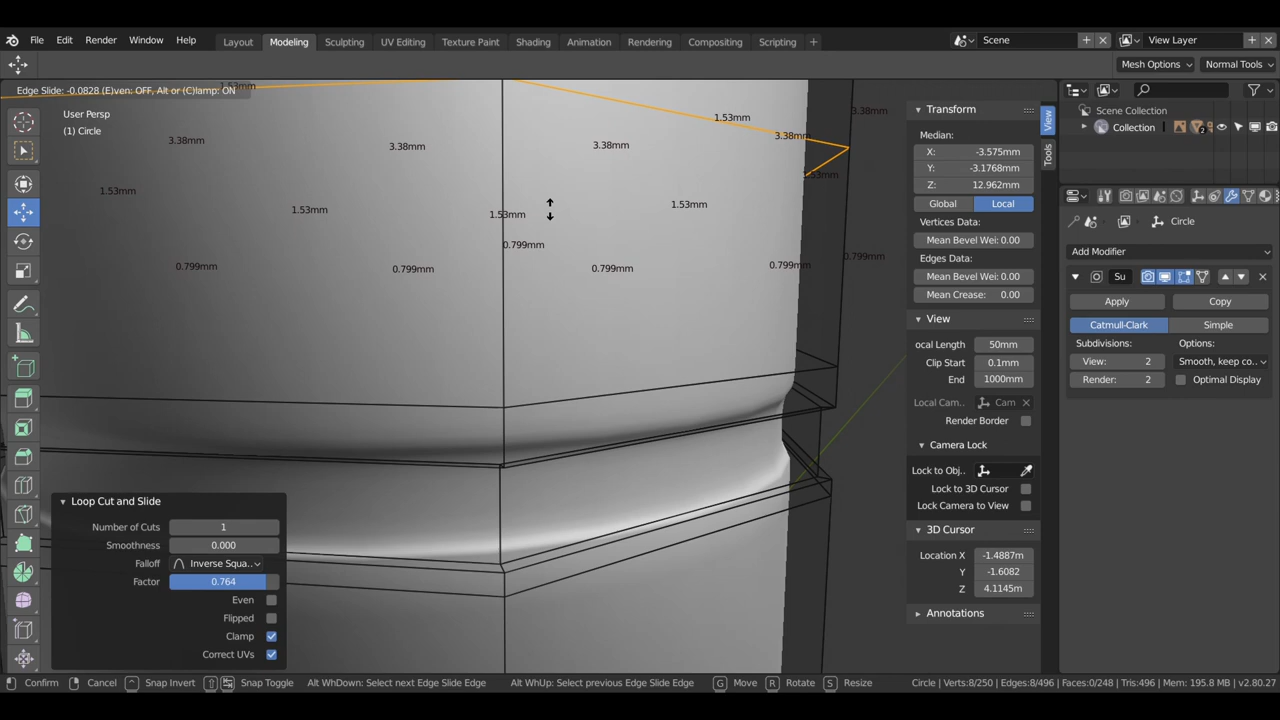 File Edit Render Window Help Layout Modeling Sculpting UV Editing Texture Paint Shading Animation Rendering Compositing Scripting + Scene View Layer
Mesh Options Normal Tools
Edge Slide: -0.0828 (E)ven: OFF, Alt or (C)lamp: ON
User Persp
(1) Circle
1.53mm
3.38mm
3.38mm 3.38mm 3.38mm
3.38mm
1.53mm
1.53mm 1.53mm 1.53mm 1.53mm
0.799mm
0.799mm 0.799mm 0.799mm 0.799mm 0.799mm
Loop Cut and Slide
Number of Cuts 1
Smoothness 0.000
Falloff Inverse Squa..
Factor 0.764
Even
Flipped
Clamp
Correct UVs
Transform
Median:
X: -3.575mm
Y: -3.1768mm
Z: 12.962mm
Global Local
Vertices Data:
Mean Bevel Wei: 0.00
Edges Data:
Mean Bevel Wei: 0.00
Mean Crease: 0.00
View
ocal Length 50mm
Clip Start 0.1mm
End 1000mm
Local Cam.. Cam
Render Border
Camera Lock
Lock to Obj..
Lock to 3D Cursor
Lock Camera to View
3D Cursor
Location X -1.4887m
Y -1.6082
Z 4.1145m
Annotations
View
Tools
Scene Collection
Collection 2
Circle
Add Modifier
Su
Apply Copy
Catmull-Clark Simple
Subdivisions: Options:
View: 2 Smooth, keep co..
Render: 2 Optimal Display
Confirm Cancel Snap Invert Snap Toggle Alt WhDown: Select next Edge Slide Edge Alt WhUp: Select previous Edge Slide Edge G Move R Rotate S Resize Circle | Verts:8/250 | Edges:8/496 | Faces:0/248 | Tris:496 | Mem: 195.8 MB | v2.80.27